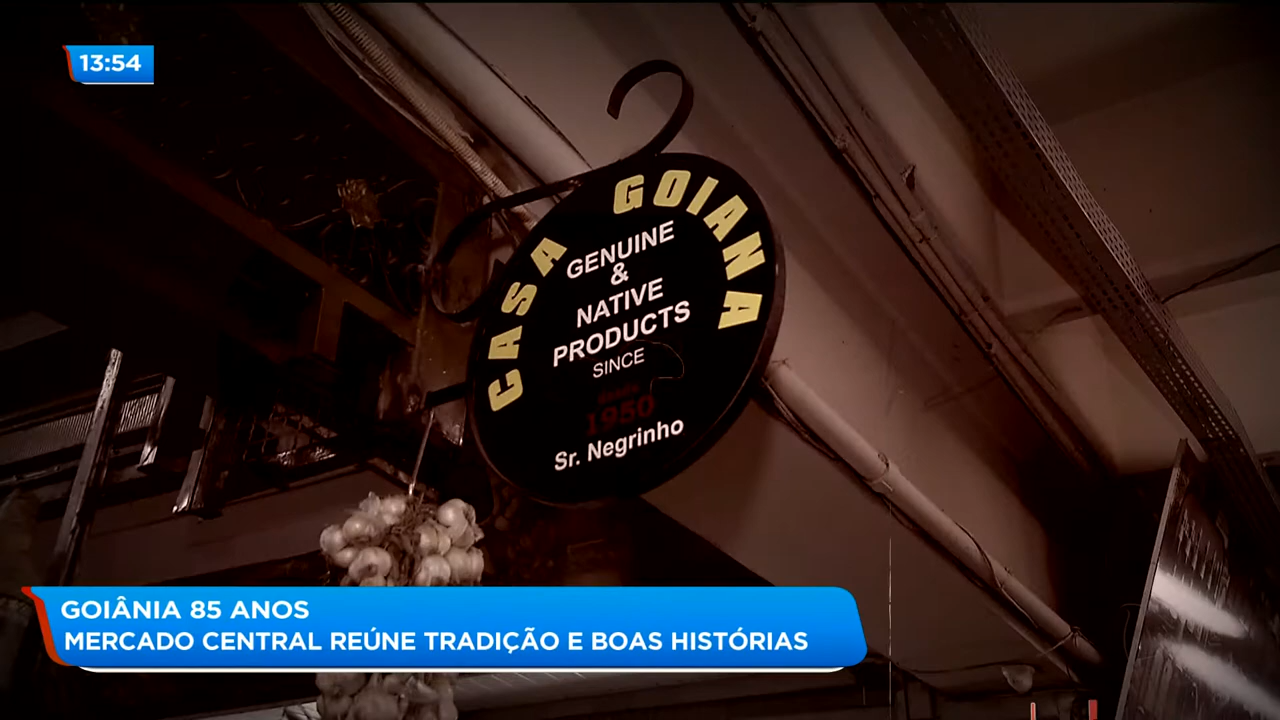 13:54
CASA GOIANA
GENUINE
&
NATIVE
PRODUCTS
SINCE
1950
Sr. Negrinho
GOIÂNIA 85 ANOS
MERCADO CENTRAL REÚNE TRADIÇÃO E BOAS HISTÓRIAS